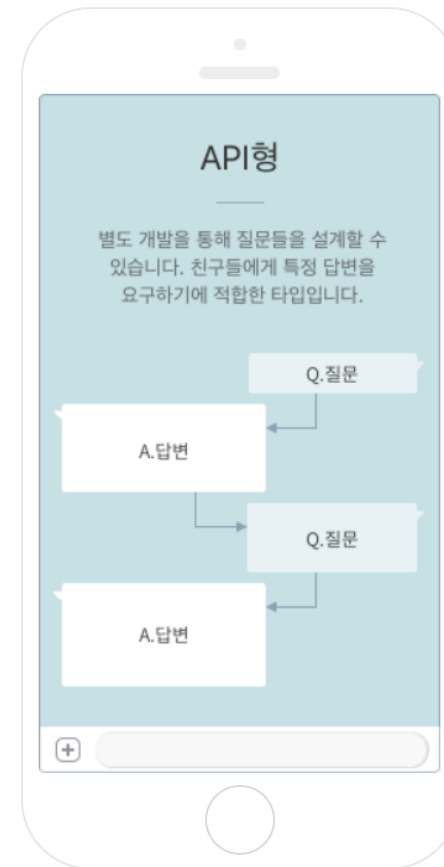 API형
별도 개발을 통해 질문들을 설계할 수
있습니다. 친구들에게 특정 답변을
요구하기에 적합한 타입입니다.
Q.질문
A.답변
Q.질문
A.답변